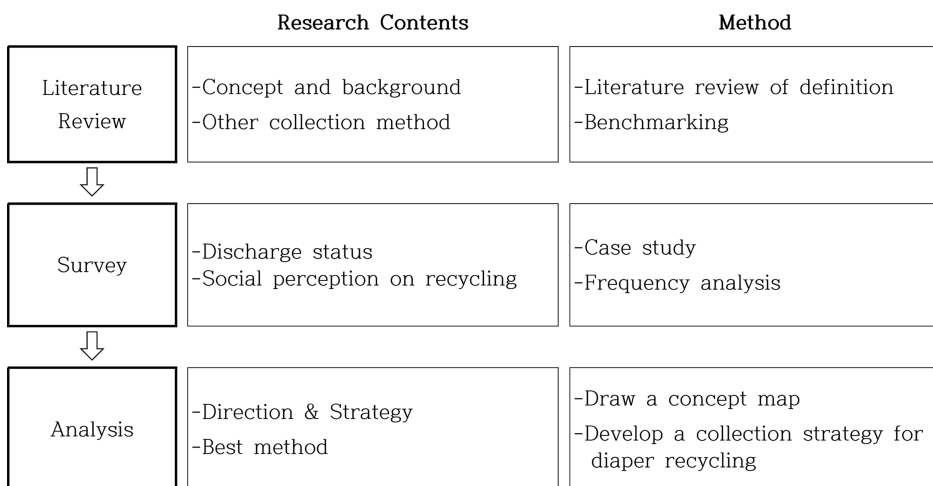 Research Contents
Method
Literature
Review
-Concept and background
-Other collection method
-Literature review of definition
-Benchmarking
Survey
-Discharge status
-Social perception on recycling
-Case study
-Frequency analysis
Analysis
-Direction & Strategy
-Best method
-Draw a concept map
-Develop a collection strategy for
diaper recycling